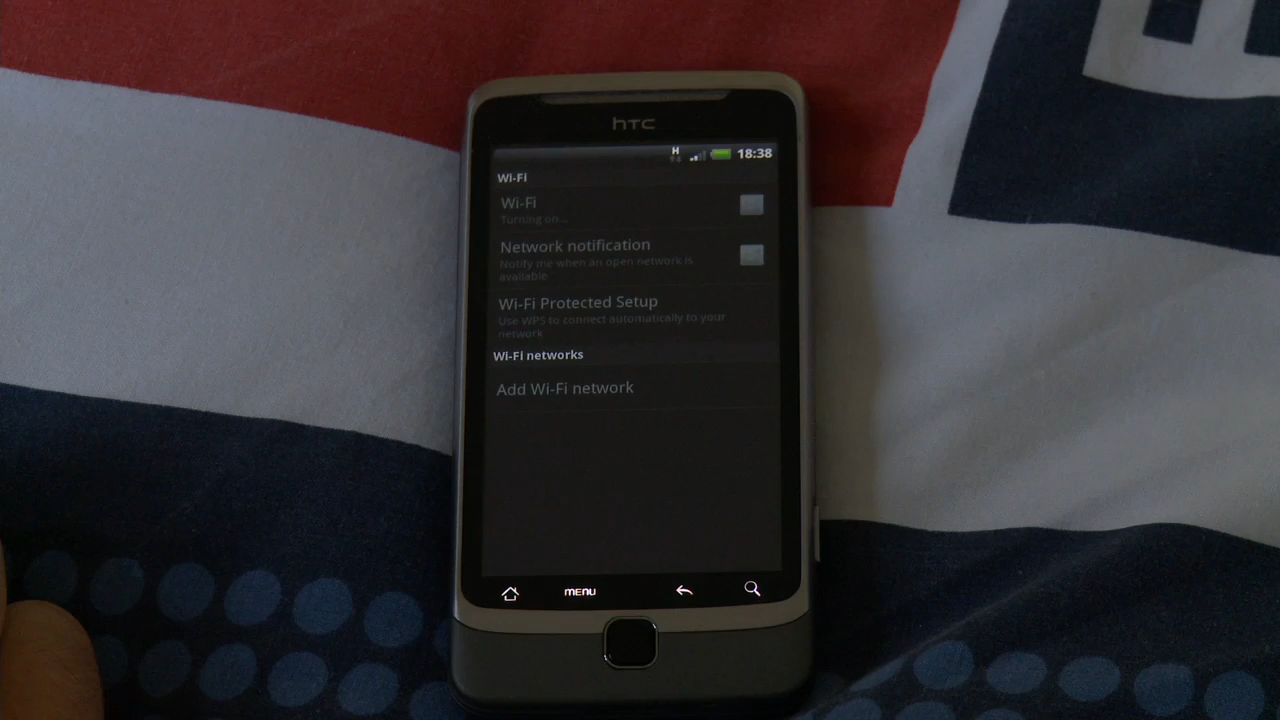 hTC
H
18:38
Wi-Fi
Wi-Fi
Turning on...
Network notification
Notify me when an open network is
available
Wi-Fi Protected Setup
Use WPS to connect automatically to your
network
Wi-Fi networks
Add Wi-Fi network
MENU